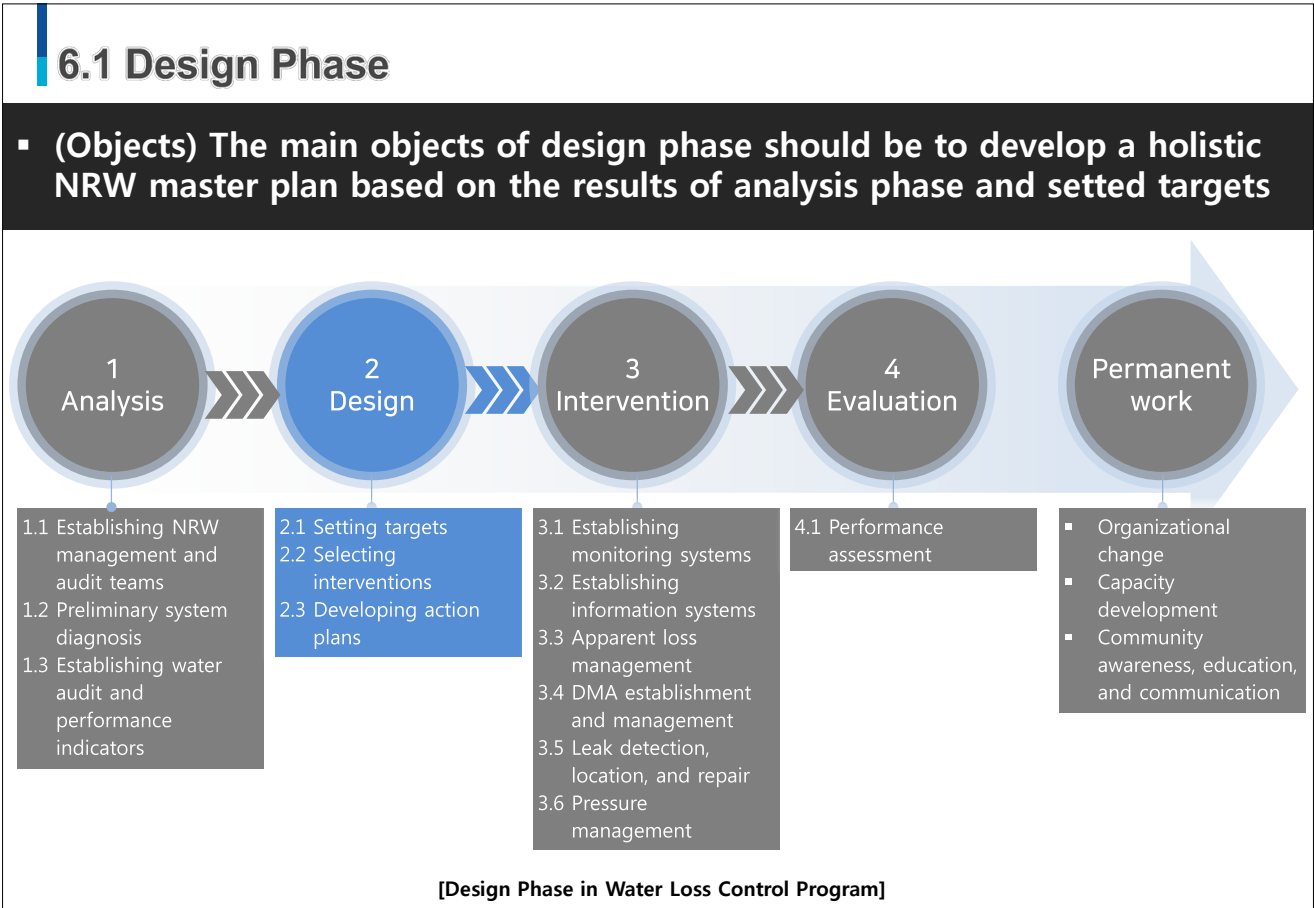 6.1 Design Phase
▪ (Objects) The main objects of design phase should be to develop a holistic
NRW master plan based on the results of analysis phase and setted targets
1
Analysis
2
Design
3
Intervention
4
Evaluation
Permanent
work
1.1 Establishing NRW
management and
audit teams
1.2 Preliminary system
diagnosis
1.3 Establishing water
audit and
performance
indicators
2.1 Setting targets
2.2 Selecting
interventions
2.3 Developing action
plans
3.1 Establishing
monitoring systems
3.2 Establishing
information systems
3.3 Apparent loss
management
3.4 DMA establishment
and management
3.5 Leak detection,
location, and repair
3.6 Pressure
management
4.1 Performance
assessment
▪ Organizational
change
▪ Capacity
development
▪ Community
awareness, education,
and communication
[Design Phase in Water Loss Control Program]